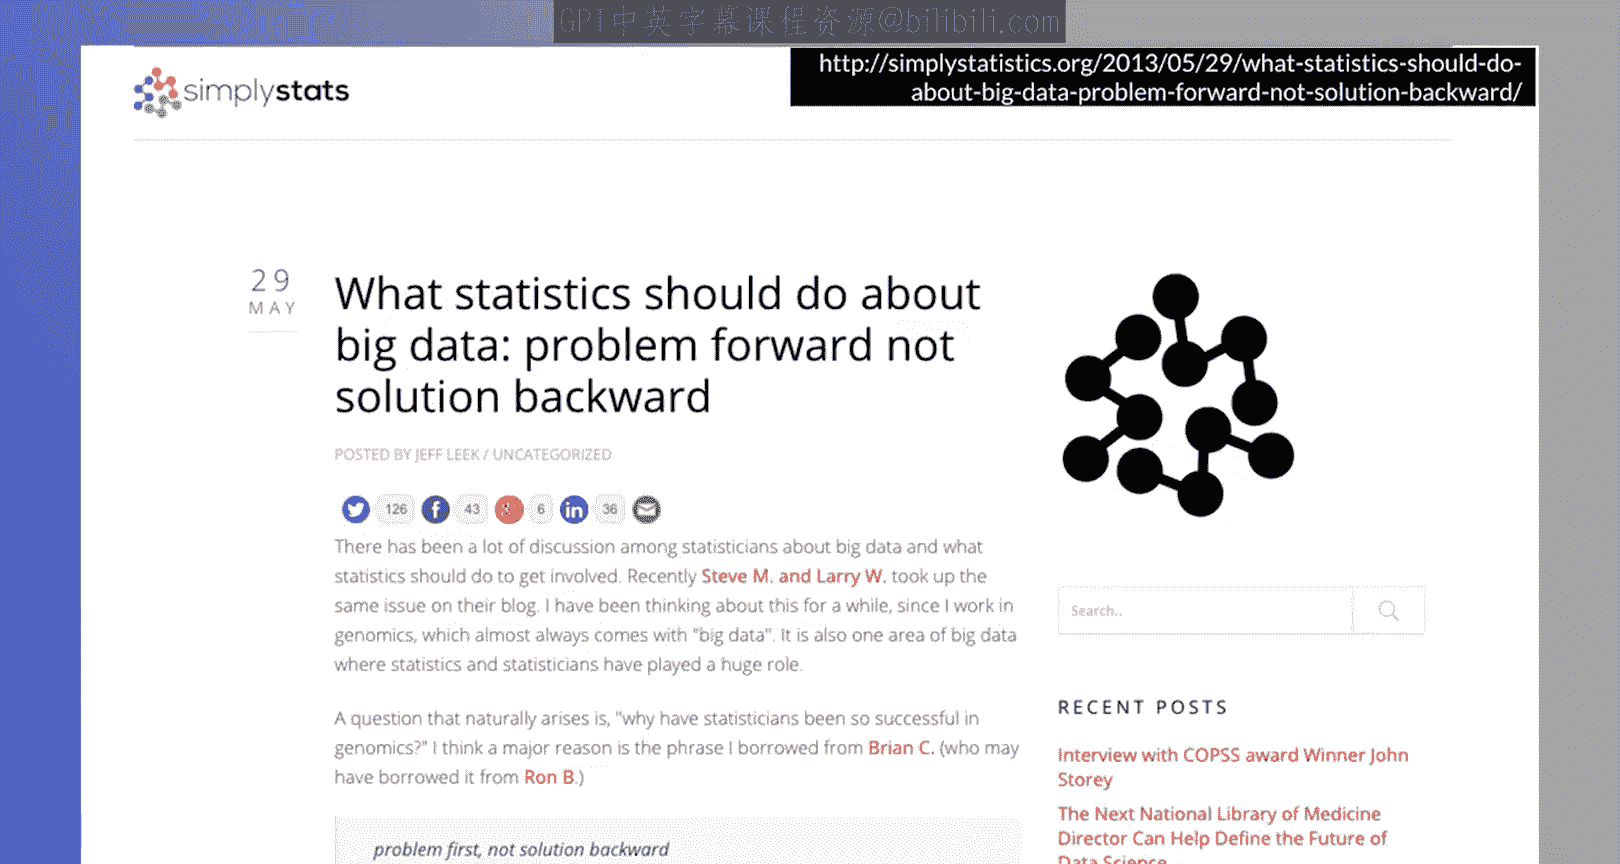 GPT中英字幕课程资源@bilibili.com
http://simplystatistics.org/2013/05/29/what-statistics-should-do-
about-big-data-problem-forward-not-solution-backward/
simplystats
29
MAY
What statistics should do about
big data: problem forward not
solution backward
POSTED BY JEFF LEEK / UNCATEGORIZED
126
43
6
in
36
There has been a lot of discussion among statisticians about big data and what
statistics should do to get involved. Recently Steve M. and Larry W. took up the
same issue on their blog. I have been thinking about this for a while, since I work in
genomics, which almost always comes with "big data". It is also one area of big data
where statistics and statisticians have played a huge role.
A question that naturally arises is, "why have statisticians been so successful in
genomics?" I think a major reason is the phrase I borrowed from Brian C. (who may
have borrowed it from Ron B.)
problem first, not solution backward
Search..
RECENT POSTS
Interview with COPSS award Winner John
Storey
The Next National Library of Medicine
Director Can Help Define the Future of
Data Science